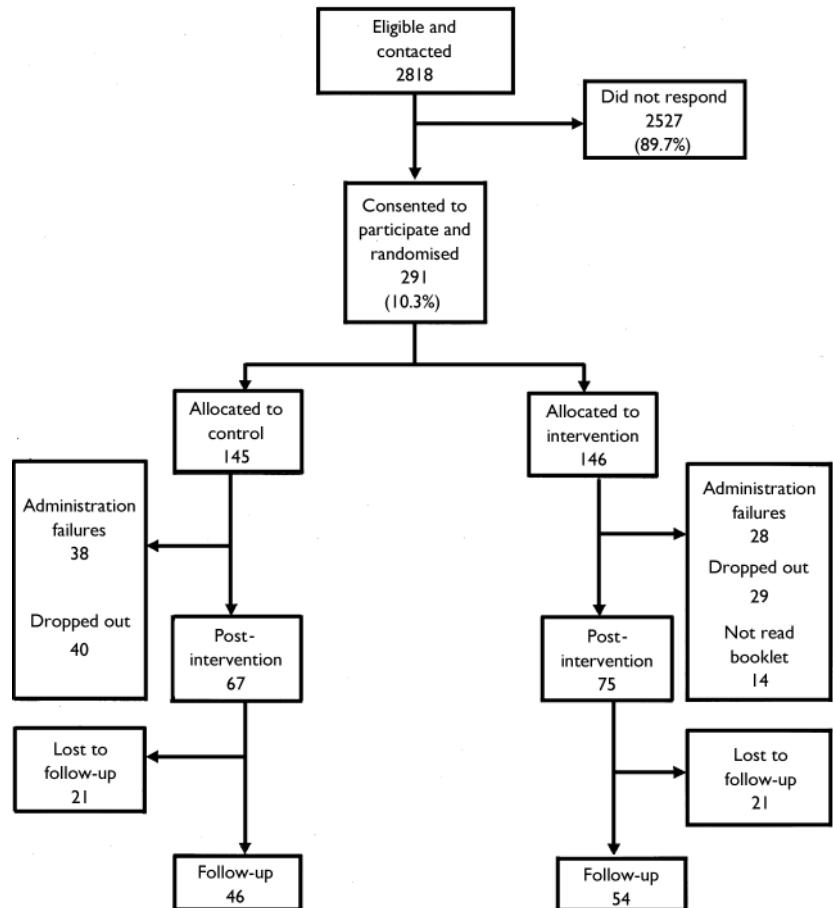 Eligible and
contacted
2818
Did not respond
2527
(89.7%)
Consented to
participate and
randomised
291
(10.3%)
Allocated to
control
145
Allocated to
intervention
146
Administration
failures
38
Dropped out
40
Administration
failures
28
Dropped out
29
Not read
booklet
14
Post-
intervention
67
Post-
intervention
75
Lost to
follow-up
21
Lost to
follow-up
21
Follow-up
46
Follow-up
54